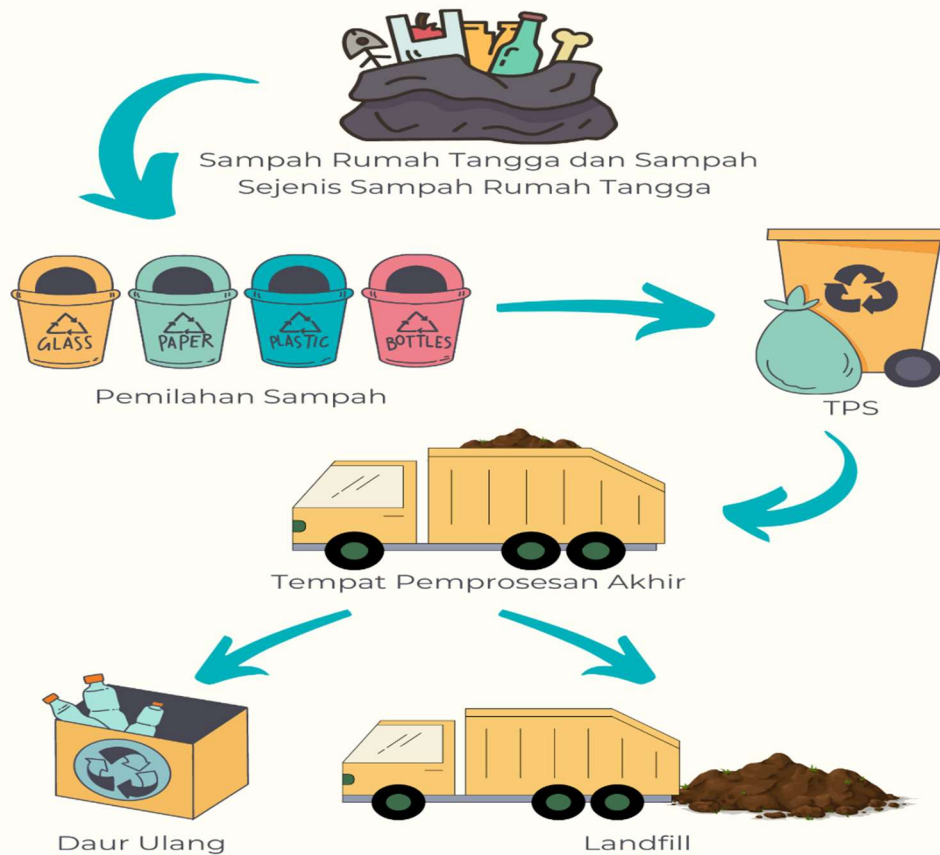 Sampah Rumah Tangga dan Sampah
Sejenis Sampah Rumah Tangga
GLASS
PAPER
PLASTIC
BOTTLES
Pemilahan Sampah
TPS
Tempat Pemprosesan Akhir
Daur Ulang
Landfill